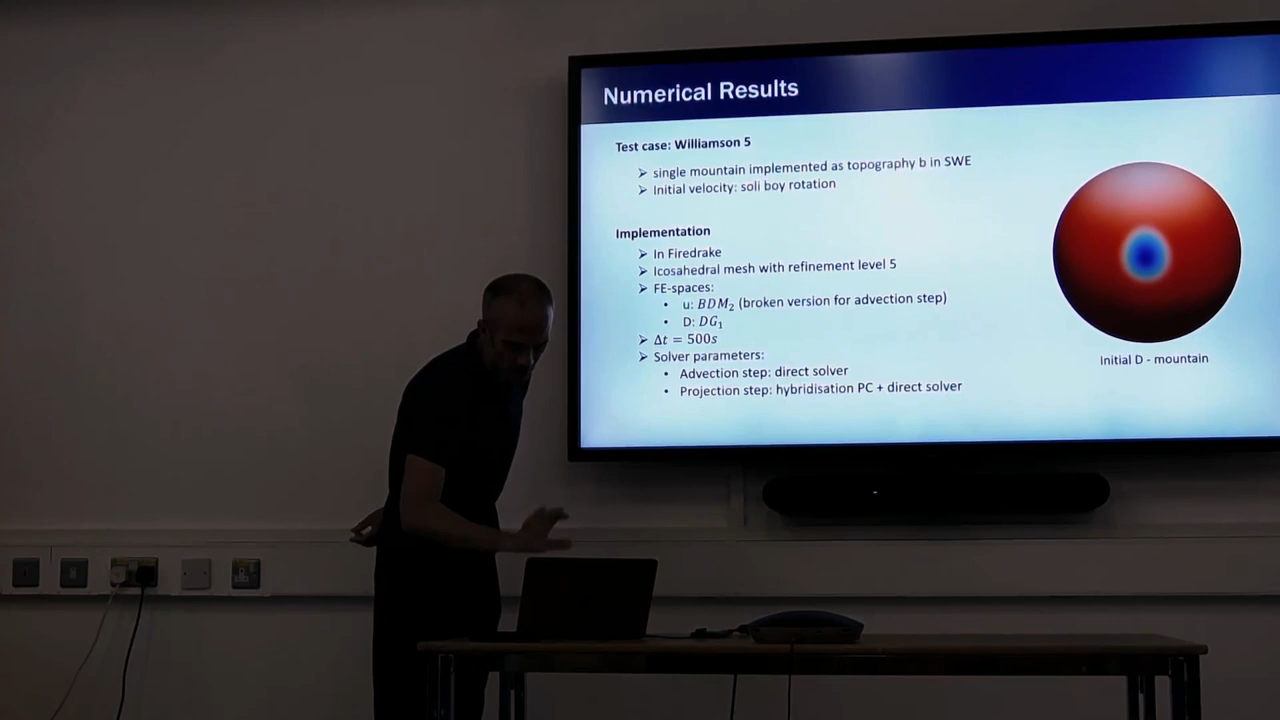 Numerical Results
Test case: Williamson 5
➢ single mountain implemented as topography b in SWE
➢ Initial velocity: soli boy rotation
Implementation
➢ In Firedrake
➢ Icosahedral mesh with refinement level 5
➢ FE-spaces:
• u: BDM₂ (broken version for advection step)
• D: DG₁
➢ Δt = 500s
➢ Solver parameters:
• Advection step: direct solver
• Projection step: hybridisation PC + direct solver
Initial D - mountain